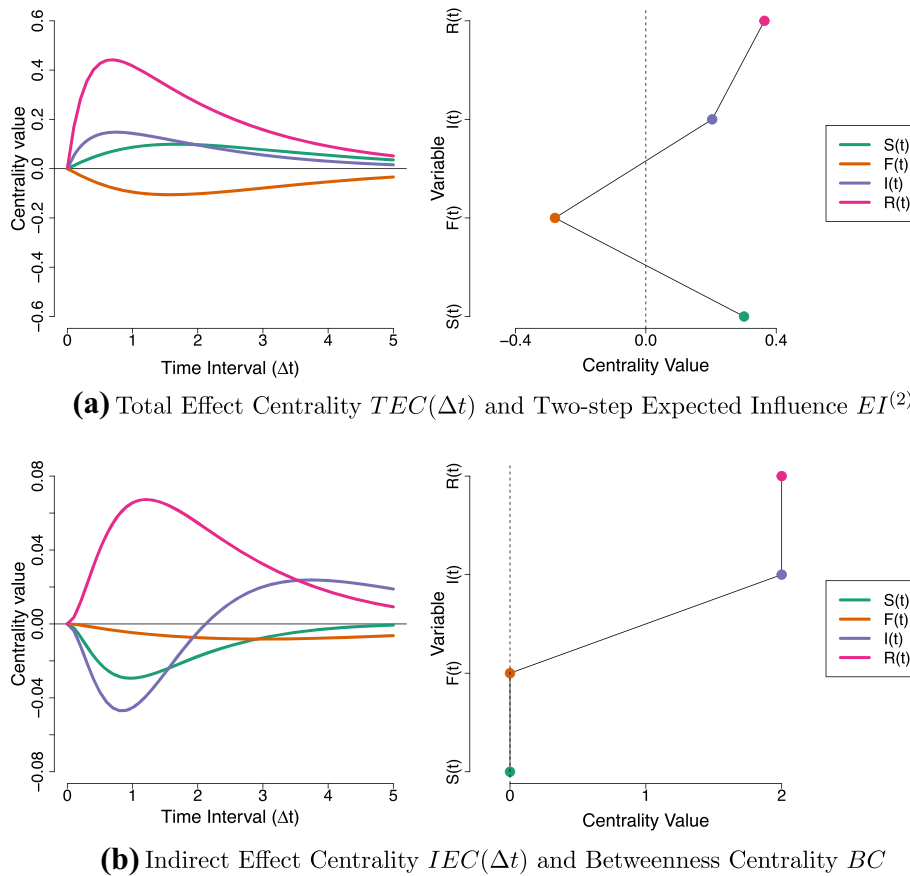 Centrality value
0.6
0.4
0.2
0.0
−0.2
−0.6
0 1 2 3 4 5
Time Interval (Δt)
Variable
R(t)
I(t)
F(t)
S(t)
−0.4 0.0 0.4
Centrality Value
S(t)
F(t)
I(t)
R(t)
(a) Total Effect Centrality TEC(Δt) and Two-step Expected Influence EI(2)
Centrality value
0.08
0.04
0.00
−0.04
−0.08
0 1 2 3 4 5
Time Interval (Δt)
Variable
R(t)
I(t)
F(t)
S(t)
0 1 2
Centrality Value
S(t)
F(t)
I(t)
R(t)
(b) Indirect Effect Centrality IEC(Δt) and Betweenness Centrality BC